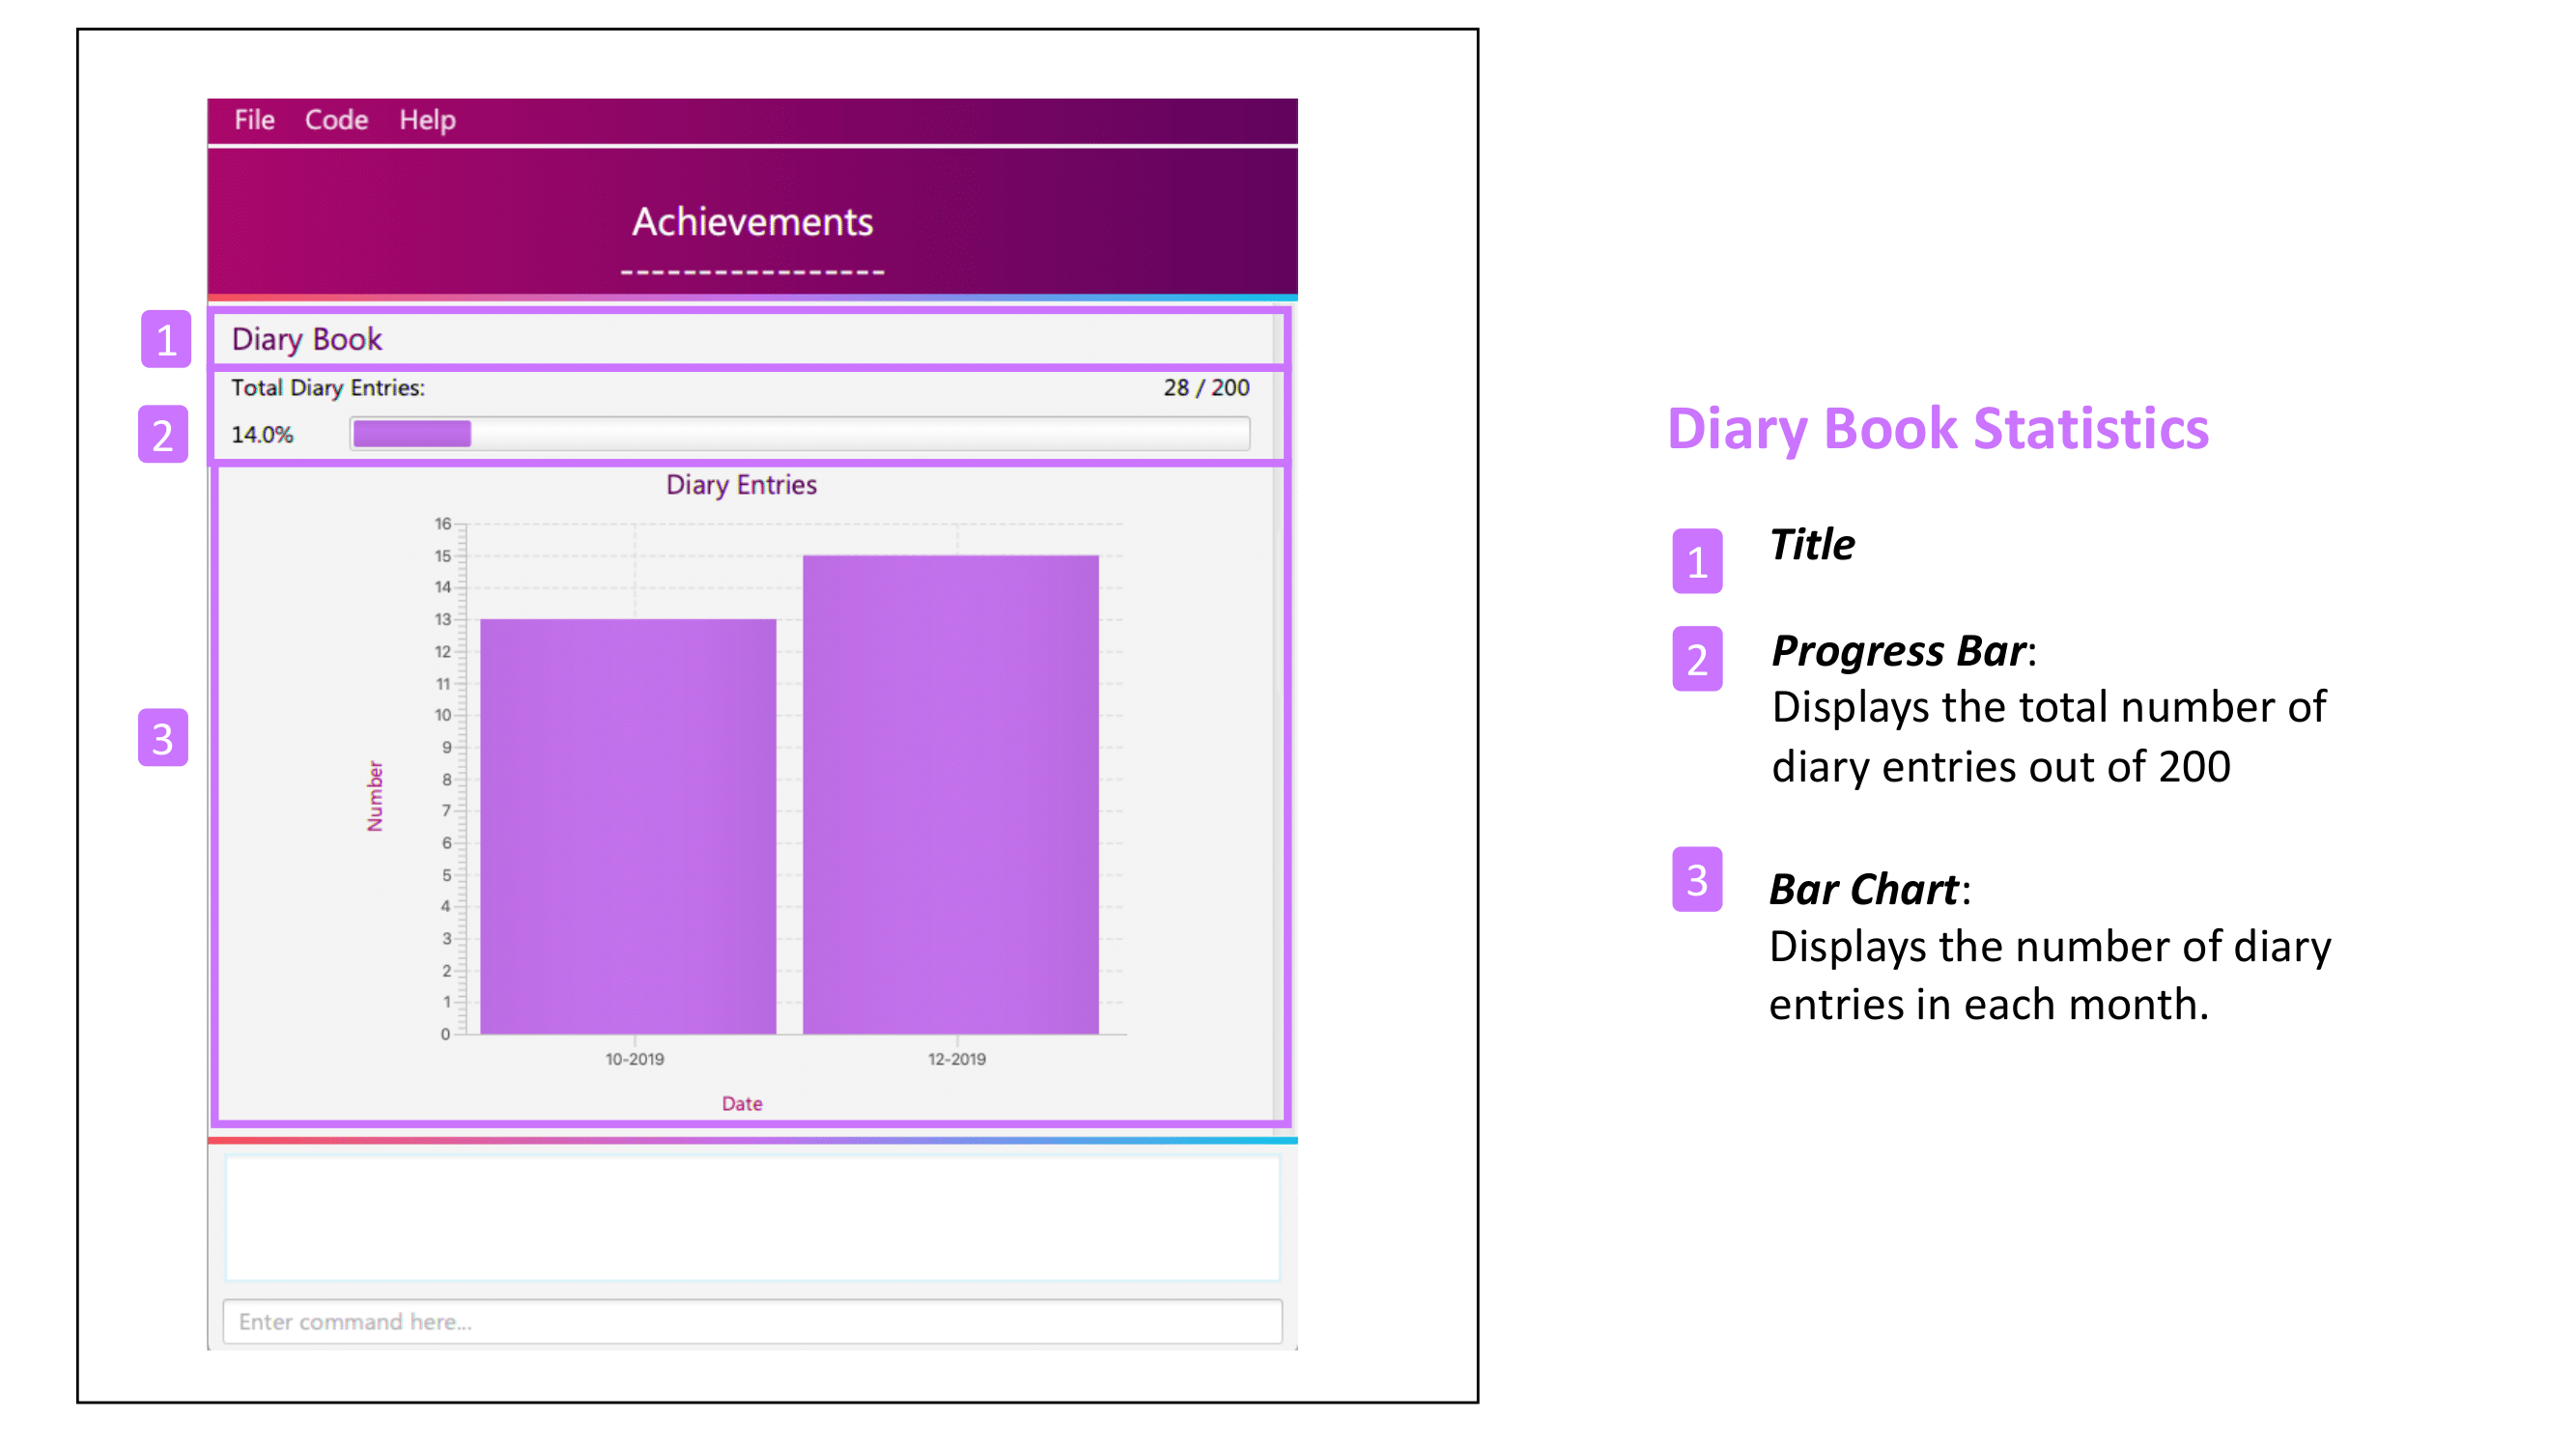 File Code Help
Achievements
-----------------
1
Diary Book
Total Diary Entries: 28 / 200
2
14.0%
Diary Entries
16
15
14
13
12
11
10
9
8
7
6
5
4
3
2
1
0
Number
3
10-2019 12-2019
Date
Enter command here...
Diary Book Statistics
1 Title
2 Progress Bar:
Displays the total number of
diary entries out of 200
3 Bar Chart:
Displays the number of diary
entries in each month.